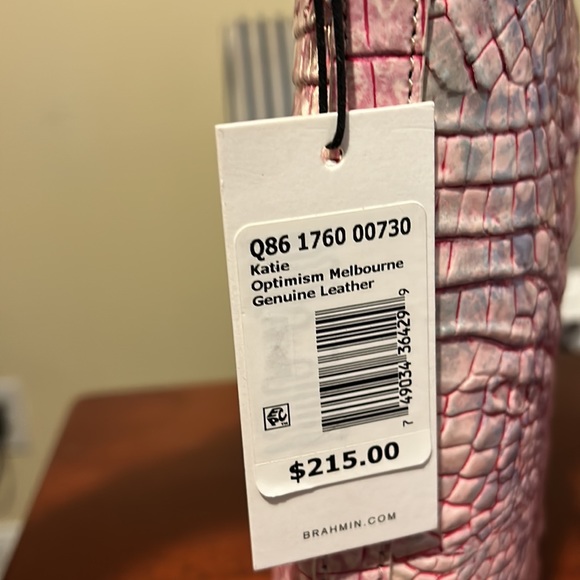 Q86 1760 00730
Katie
Optimism Melbourne
Genuine Leather
7 49034 36429 9
$215.00
BRAHMIN.COM